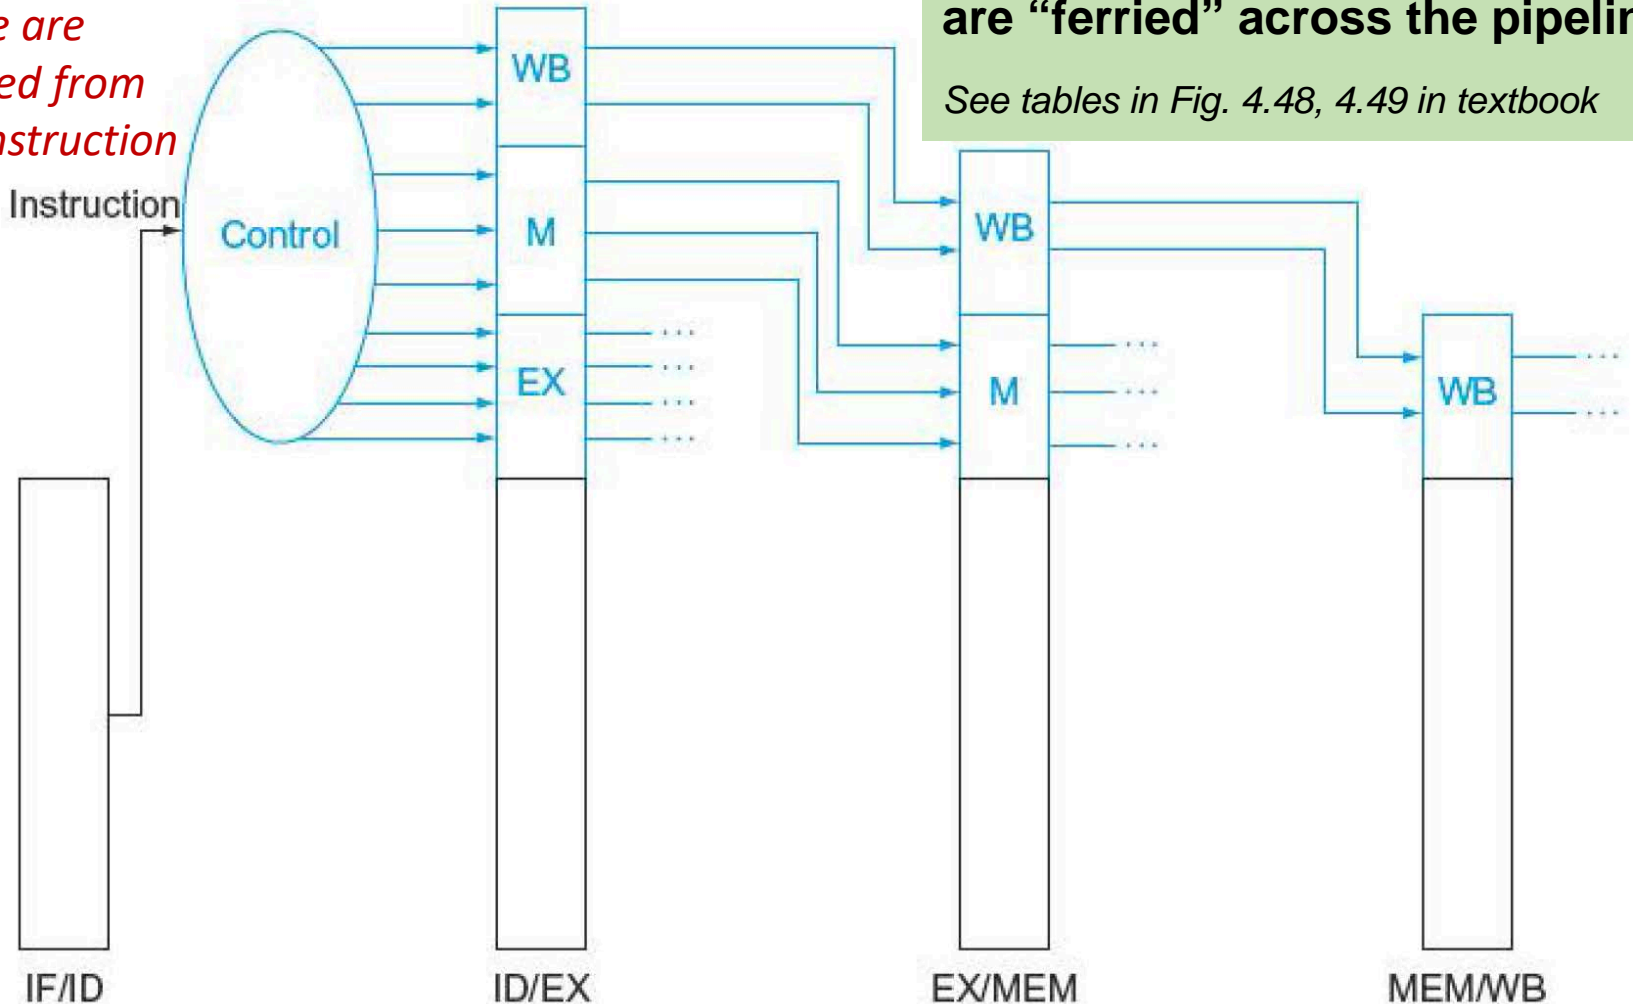 e are
ed from
nstruction
are “ferried” across the pipelin
See tables in Fig. 4.48, 4.49 in textbook
Instruction
Control
WB
M
EX
...
...
...
...
WB
M
...
...
...
WB
...
...
IF/ID
ID/EX
EX/MEM
MEM/WB